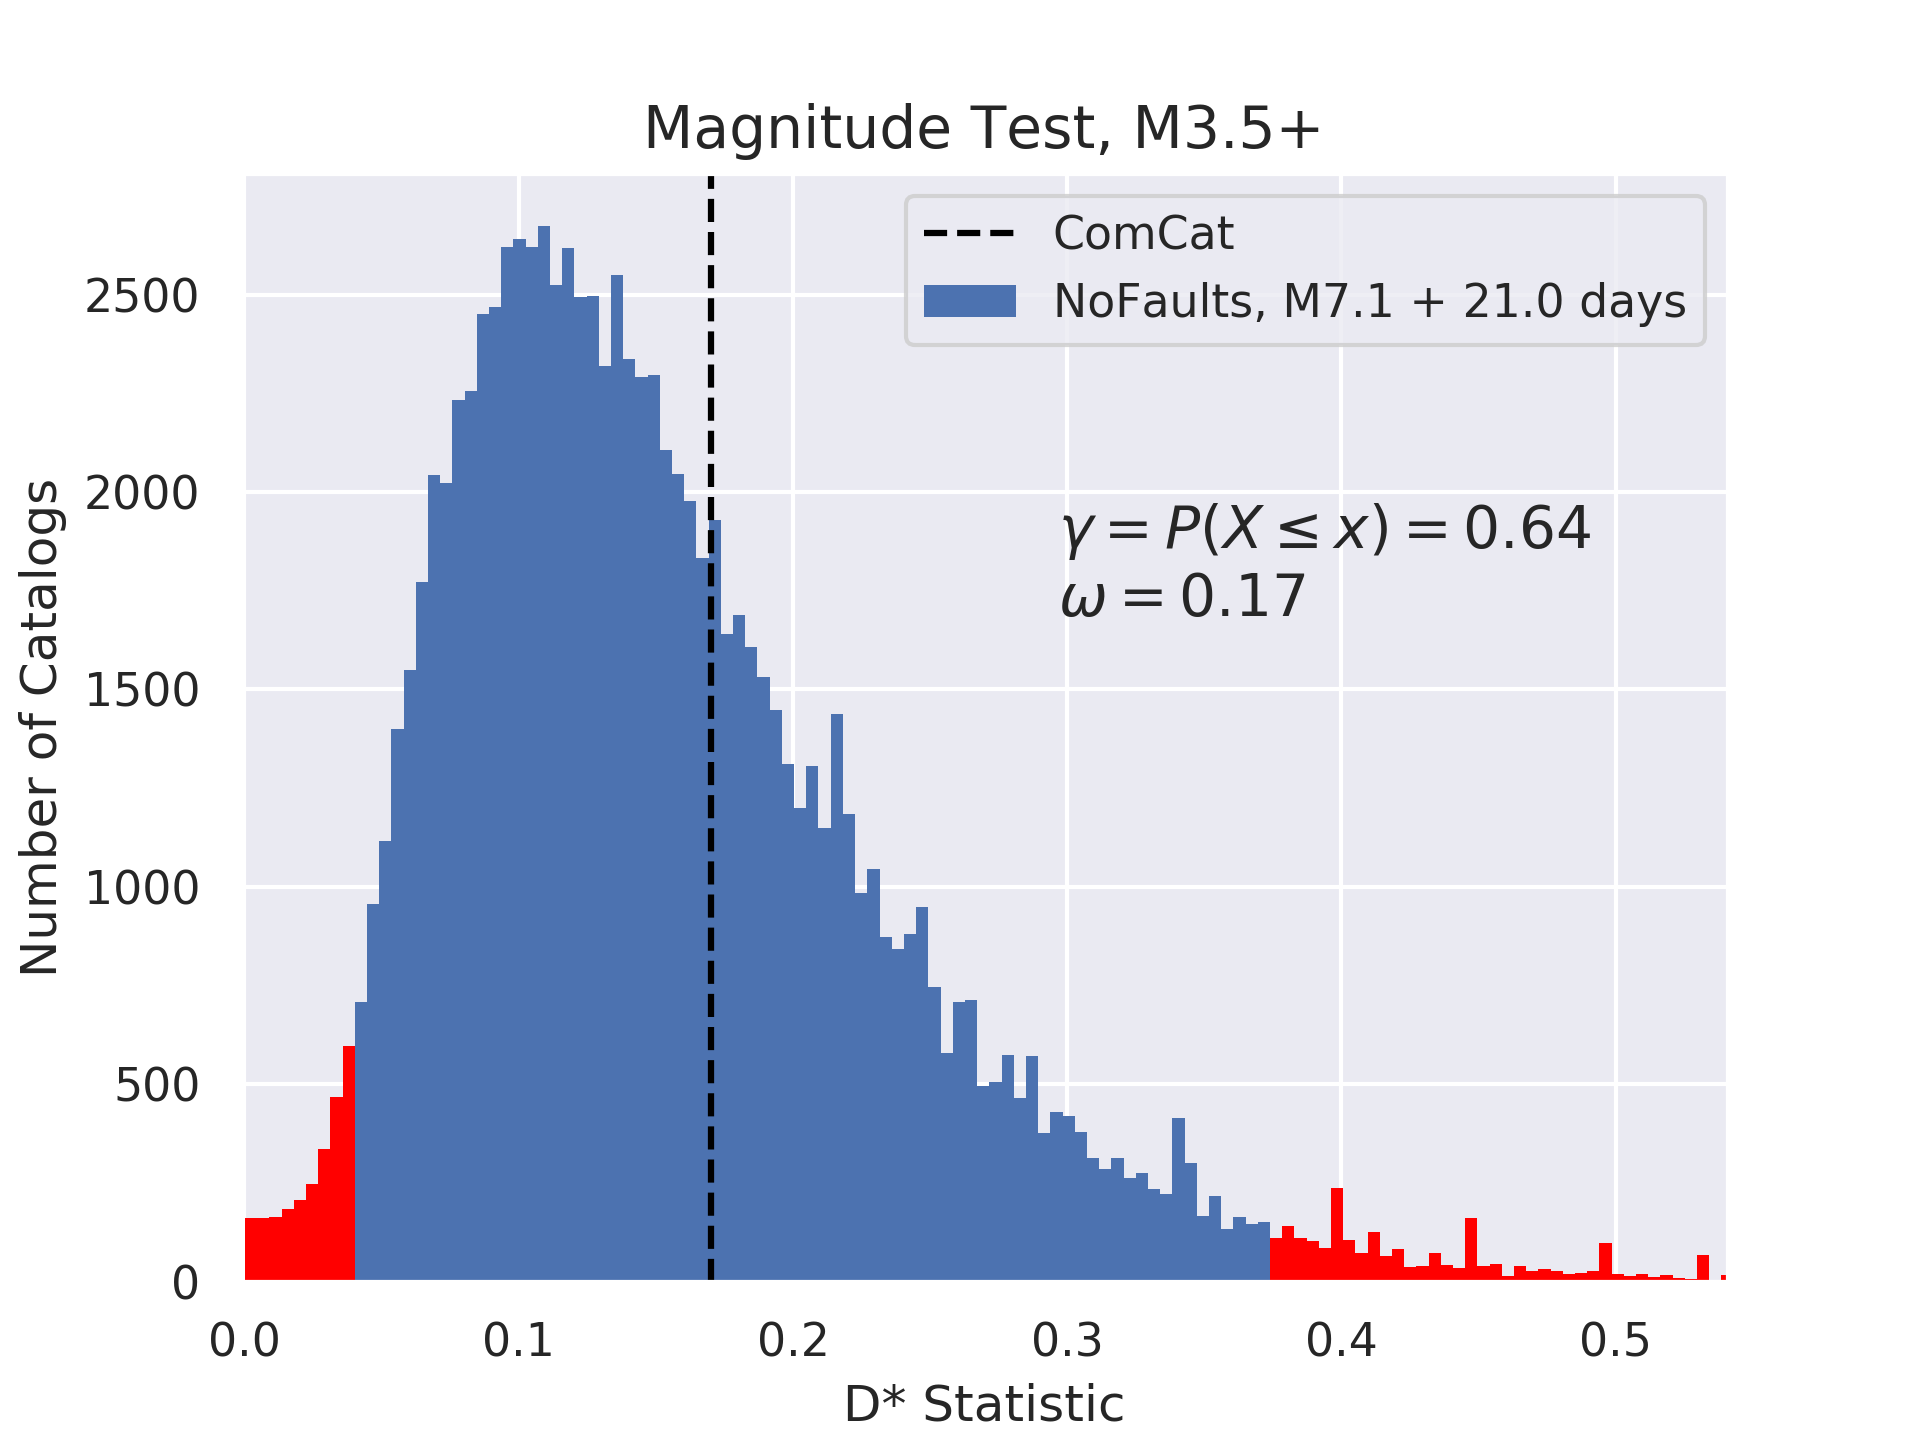 Magnitude Test, M3.5+
ComCat
NoFaults, M7.1 + 21.0 days
γ = P(X ≤ x) = 0.64
ω = 0.17
Number of Catalogs
2500
2000
1500
1000
500
0
0.0 0.1 0.2 0.3 0.4 0.5
D* Statistic